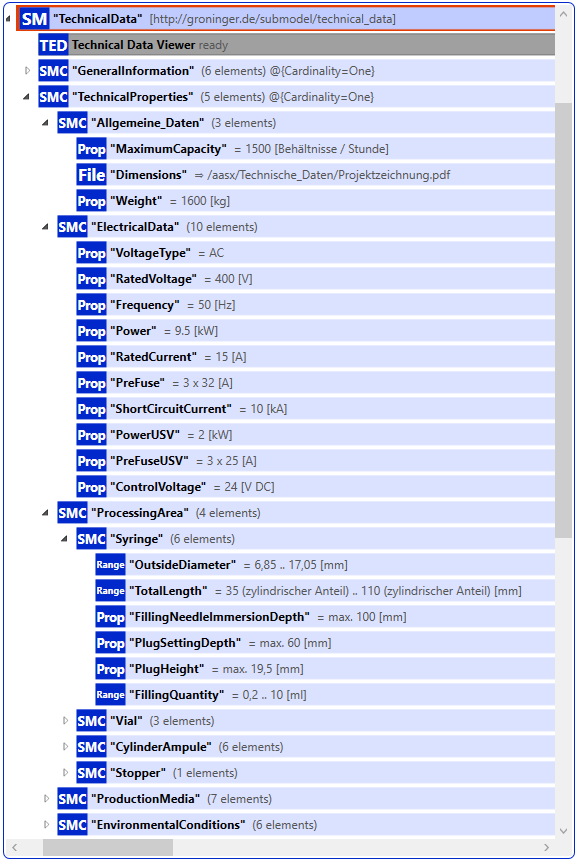 SM "TechnicalData" [http://groninger.de/submodel/technical_data]
TED Technical Data Viewer ready
SMC "GeneralInformation" (6 elements) @{Cardinality=One}
SMC "TechnicalProperties" (5 elements) @{Cardinality=One}
SMC "Allgemeine_Daten" (3 elements)
Prop "MaximumCapacity" = 1500 [Behältnisse / Stunde]
File "Dimensions" ⇒ /aasx/Technische_Daten/Projektzeichnung.pdf
Prop "Weight" = 1600 [kg]
SMC "ElectricalData" (10 elements)
Prop "VoltageType" = AC
Prop "RatedVoltage" = 400 [V]
Prop "Frequency" = 50 [Hz]
Prop "Power" = 9.5 [kW]
Prop "RatedCurrent" = 15 [A]
Prop "PreFuse" = 3 x 32 [A]
Prop "ShortCircuitCurrent" = 10 [kA]
Prop "PowerUSV" = 2 [kW]
Prop "PreFuseUSV" = 3 x 25 [A]
Prop "ControlVoltage" = 24 [V DC]
SMC "ProcessingArea" (4 elements)
SMC "Syringe" (6 elements)
Range "OutsideDiameter" = 6,85 .. 17,05 [mm]
Range "TotalLength" = 35 (zylindrischer Anteil) .. 110 (zylindrischer Anteil) [mm]
Prop "FillingNeedleImmersionDepth" = max. 100 [mm]
Prop "PlugSettingDepth" = max. 60 [mm]
Prop "PlugHeight" = max. 19,5 [mm]
Range "FillingQuantity" = 0,2 .. 10 [ml]
SMC "Vial" (3 elements)
SMC "CylinderAmpule" (6 elements)
SMC "Stopper" (1 elements)
SMC "ProductionMedia" (7 elements)
SMC "EnvironmentalConditions" (6 elements)